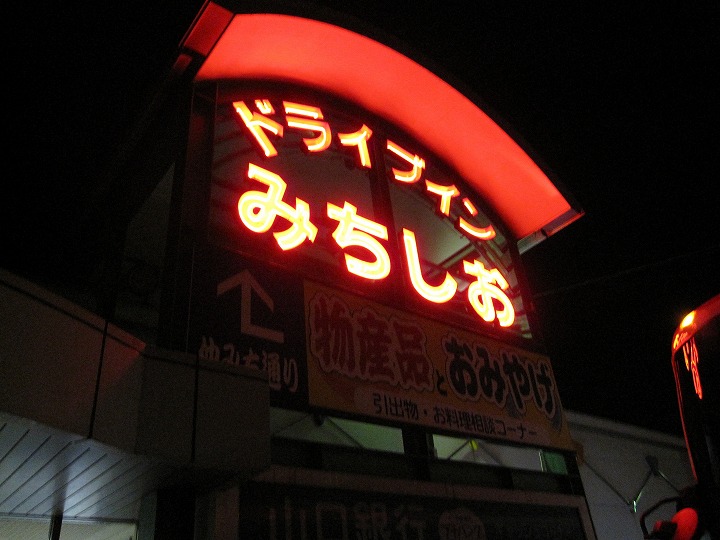 ドライブイン
みちしお
物産品とおみやげ
引出物・お料理相談コーナー
山口銀行